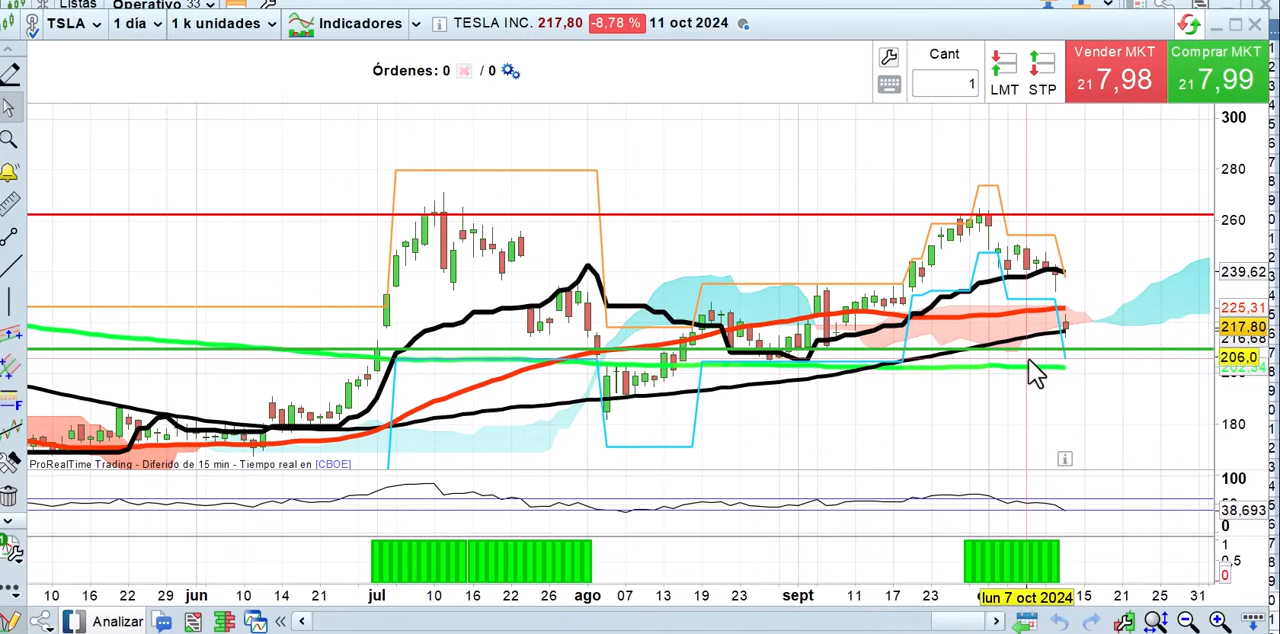 Listas Operativo 33
TSLA 1 día 1 k unidades Indicadores TESLA INC. 217,80 -8,78 % 11 oct 2024
Órdenes: 0 / 0
Cant
1
LMT STP
Vender MKT
217,98
Comprar MKT
217,99
300
280
260
239,62
225,31
217,80
216,68
206,0
180
ProRealTime Trading - Diferido de 15 min - Tiempo real en [CBOE]
100
38,693
0
1
0,5
0
10 16 22 28 jun 10 14 21 jul 10 16 22 26 ago 07 13 19 23 sept 11 17 23 lun 7 oct 2024 15 21 25 31
Analizar